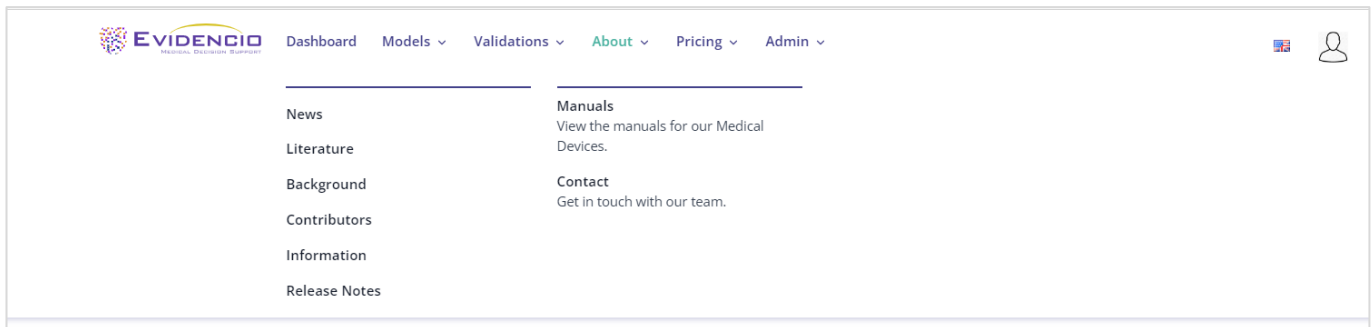 EVIDENCIO
MEDICAL DECISION SUPPORT
Dashboard Models Validations About Pricing Admin
News
Literature
Background
Contributors
Information
Release Notes
Manuals
View the manuals for our Medical
Devices.
Contact
Get in touch with our team.